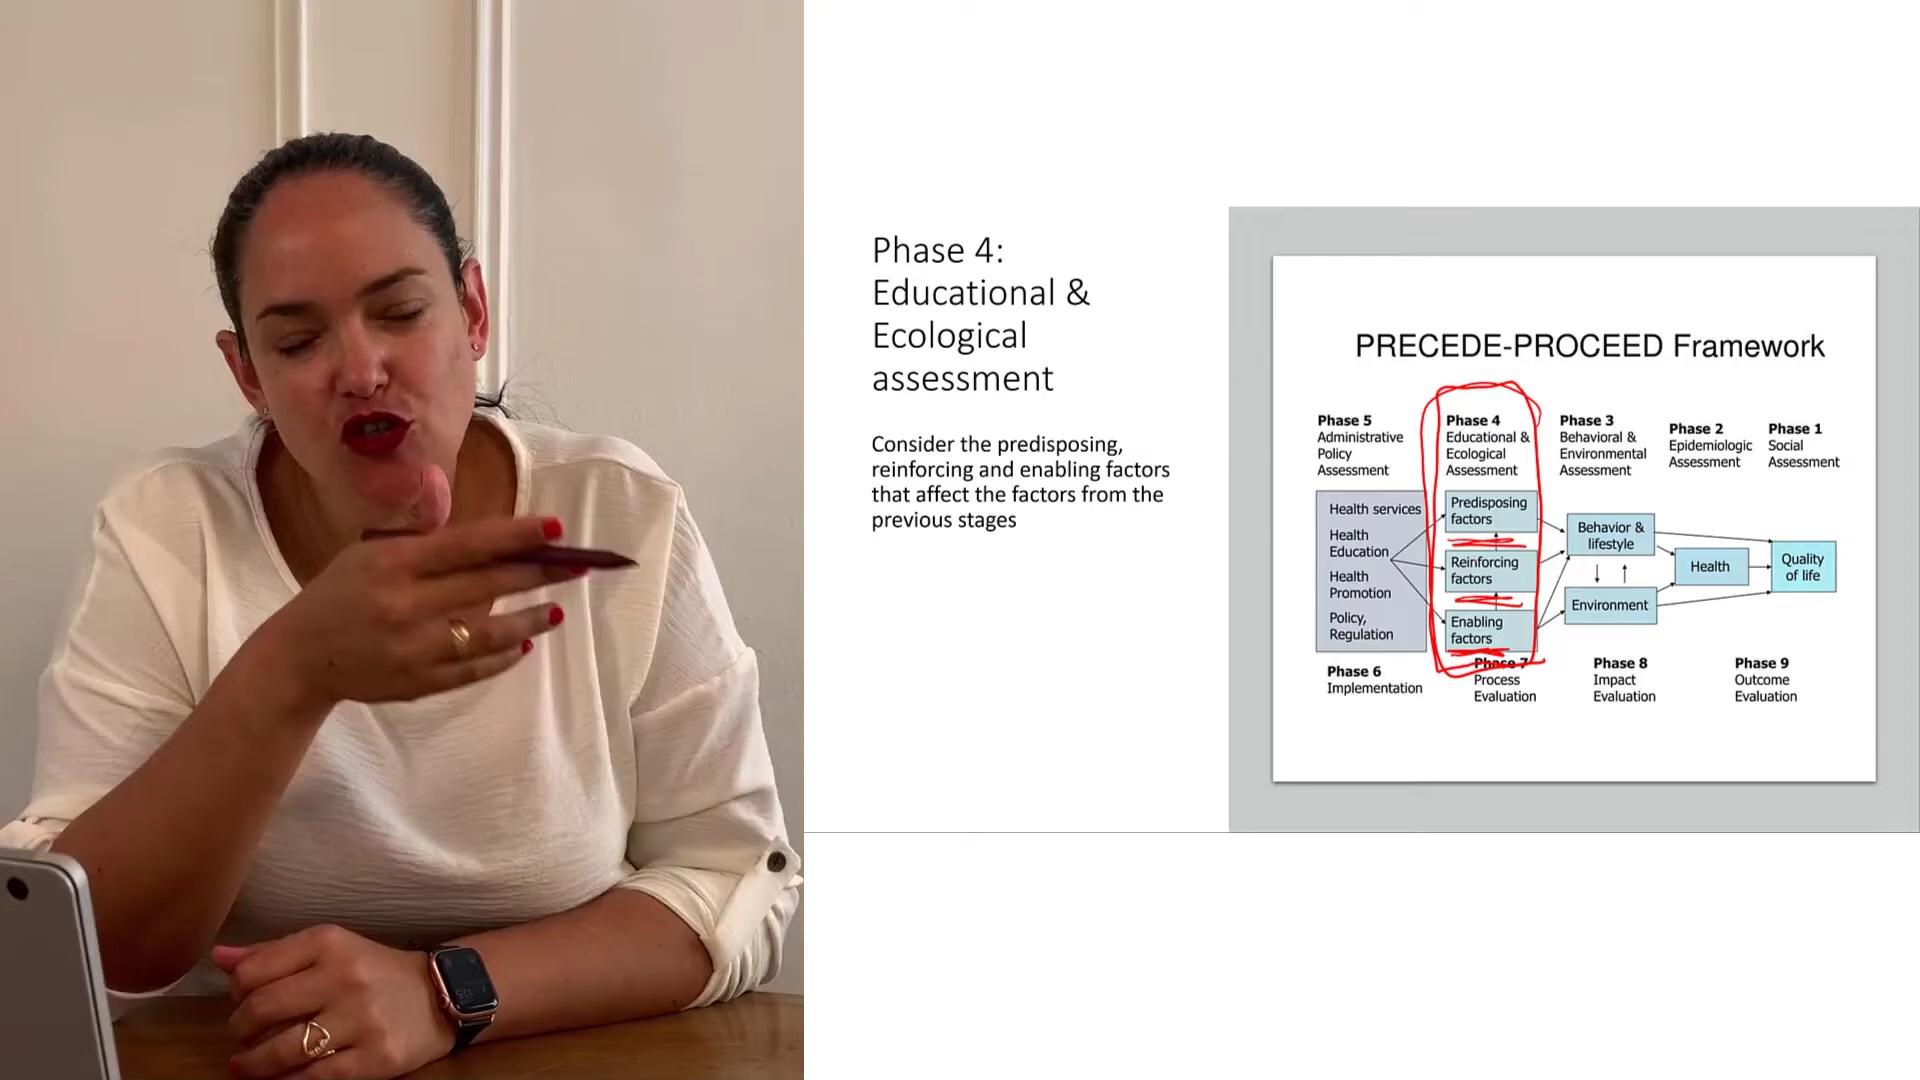 Phase 4:
Educational &
Ecological
assessment
Consider the predisposing,
reinforcing and enabling factors
that affect the factors from the
previous stages
PRECEDE-PROCEED Framework
Phase 5
Administrative
Policy
Assessment
Phase 4
Educational &
Ecological
Assessment
Phase 3
Behavioral &
Environmental
Assessment
Phase 2
Epidemiologic
Assessment
Phase 1
Social
Assessment
Health services
Health
Education
Health
Promotion
Policy,
Regulation
Predisposing
factors
Reinforcing
factors
Enabling
factors
Behavior &
lifestyle
Environment
Health
Quality
of life
Phase 6
Implementation
Phase 7
Process
Evaluation
Phase 8
Impact
Evaluation
Phase 9
Outcome
Evaluation